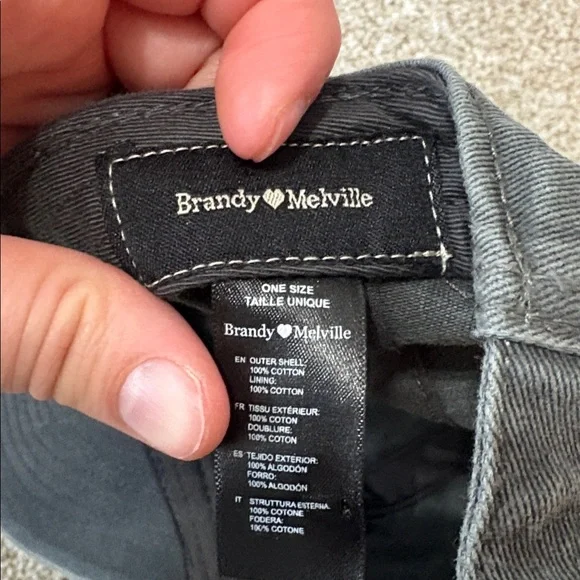 Brandy♥Melville
ONE SIZE
TAILLE UNIQUE
Brandy♥Melville
EN OUTER SHELL:
100% COTTON
LINING:
100% COTTON
FR TISSU EXTÉRIEUR:
100% COTON
DOUBLURE:
100% COTON
ES TEJIDO EXTERIOR:
100% ALGODÓN
FORRO:
100% ALGODÓN
IT STRUTTURA ESTERNA:
100% COTONE
FODERA:
100% COTONE